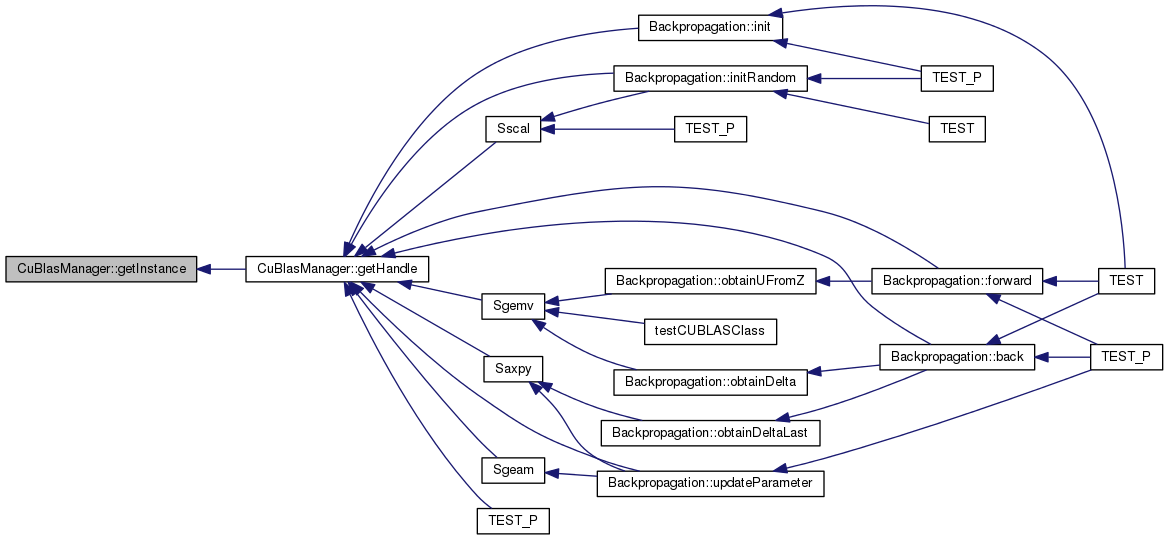 Backpropagation::init
Backpropagation::initRandom
TEST_P
Sscal
TEST_P
TEST
CuBlasManager::getInstance
CuBlasManager::getHandle
Backpropagation::obtainUFromZ
Backpropagation::forward
TEST
Sgemv
testCUBLASClass
Saxpy
Backpropagation::back
TEST_P
Backpropagation::obtainDelta
Backpropagation::obtainDeltaLast
Sgeam
Backpropagation::updateParameter
TEST_P